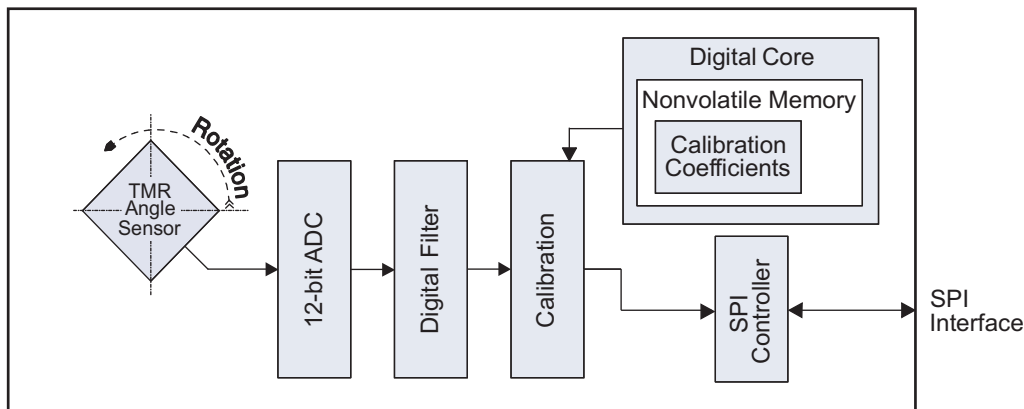 Digital Core
Nonvolatile Memory
Calibration
Coefficients
Rotation
TMR
Angle
Sensor
12-bit ADC
Digital Filter
Calibration
SPI
Controller
SPI
Interface